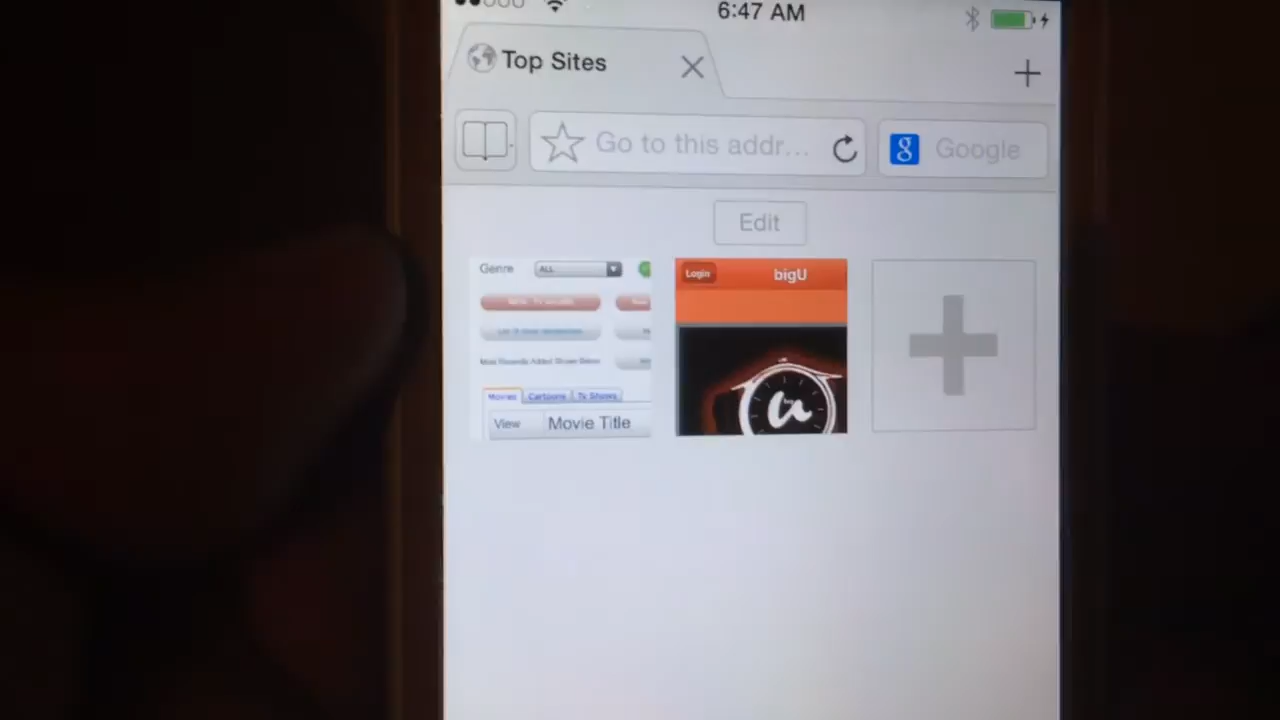 6:47 AM
Top Sites
Go to this addr...
g Google
Edit
Genre ALL
Movies Cartoons Tv Shows
View Movie Title
Login bigU
u